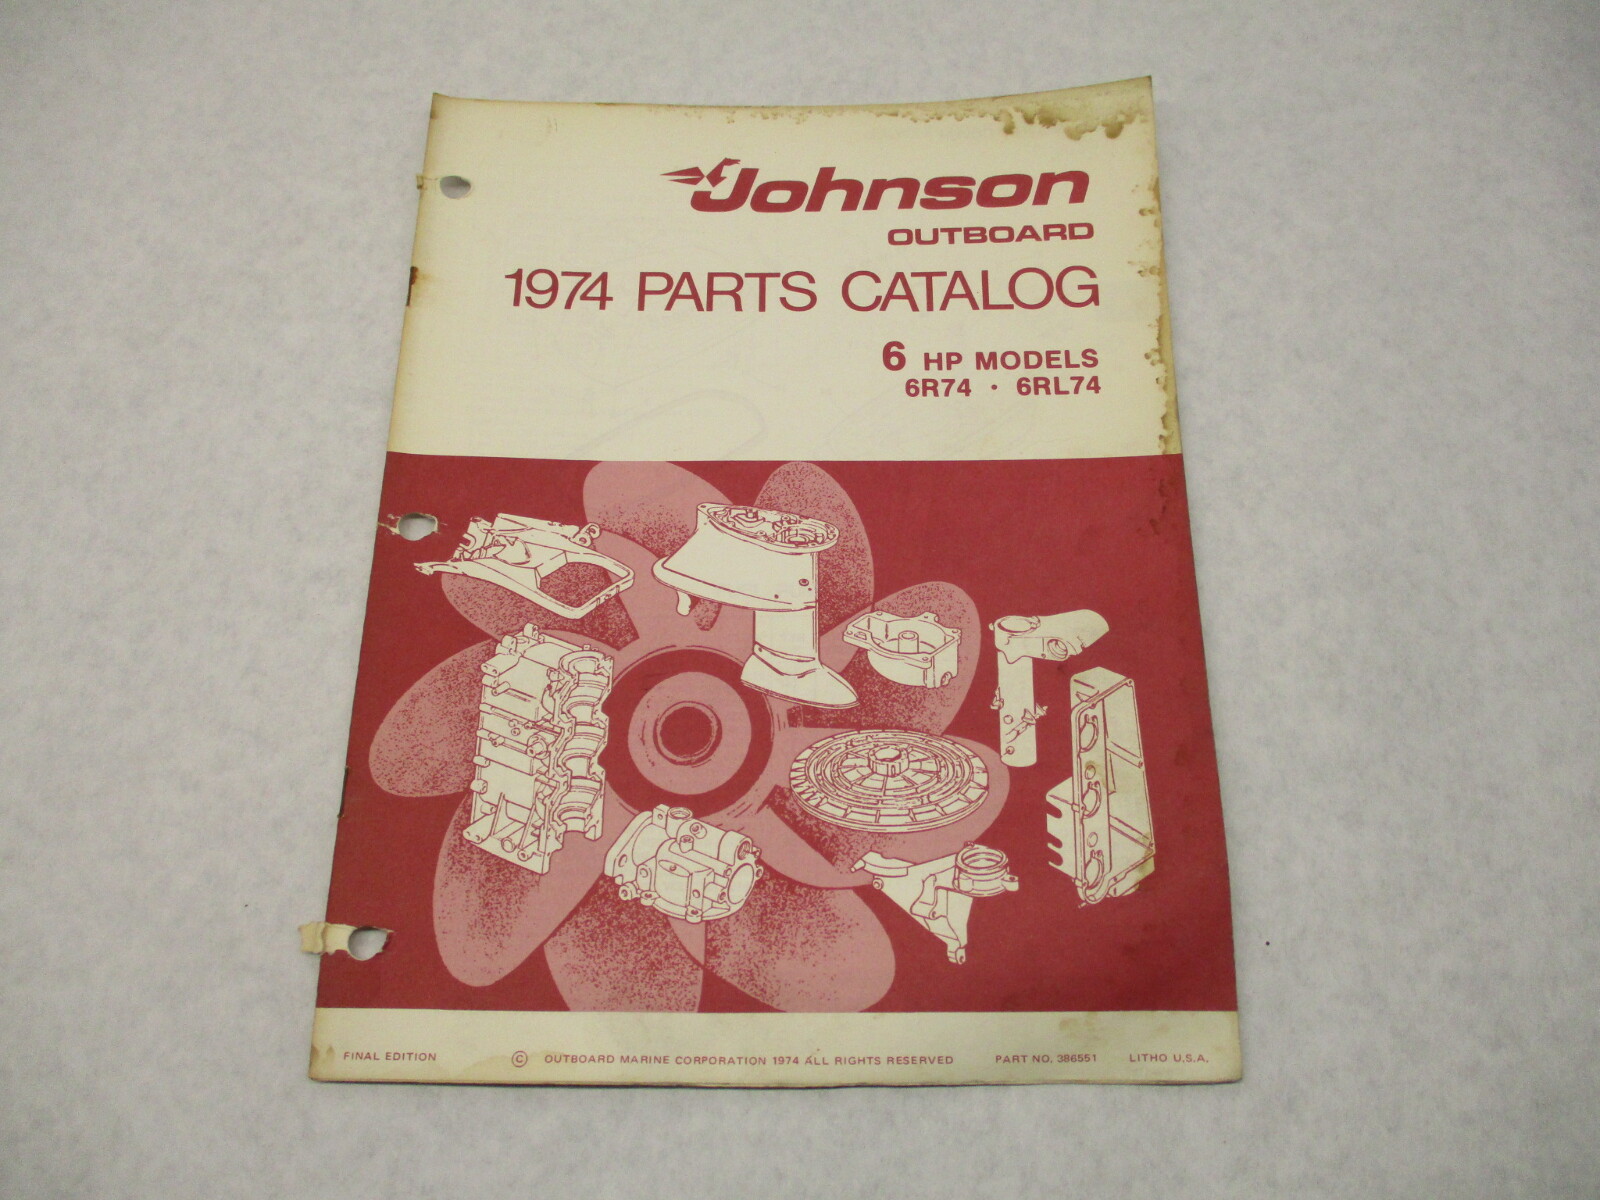 Johnson
OUTBOARD
1974 PARTS CATALOG
6 HP MODELS
6R74 • 6RL74
FINAL EDITION © OUTBOARD MARINE CORPORATION 1974 ALL RIGHTS RESERVED PART NO. 386551 LITHO U.S.A.